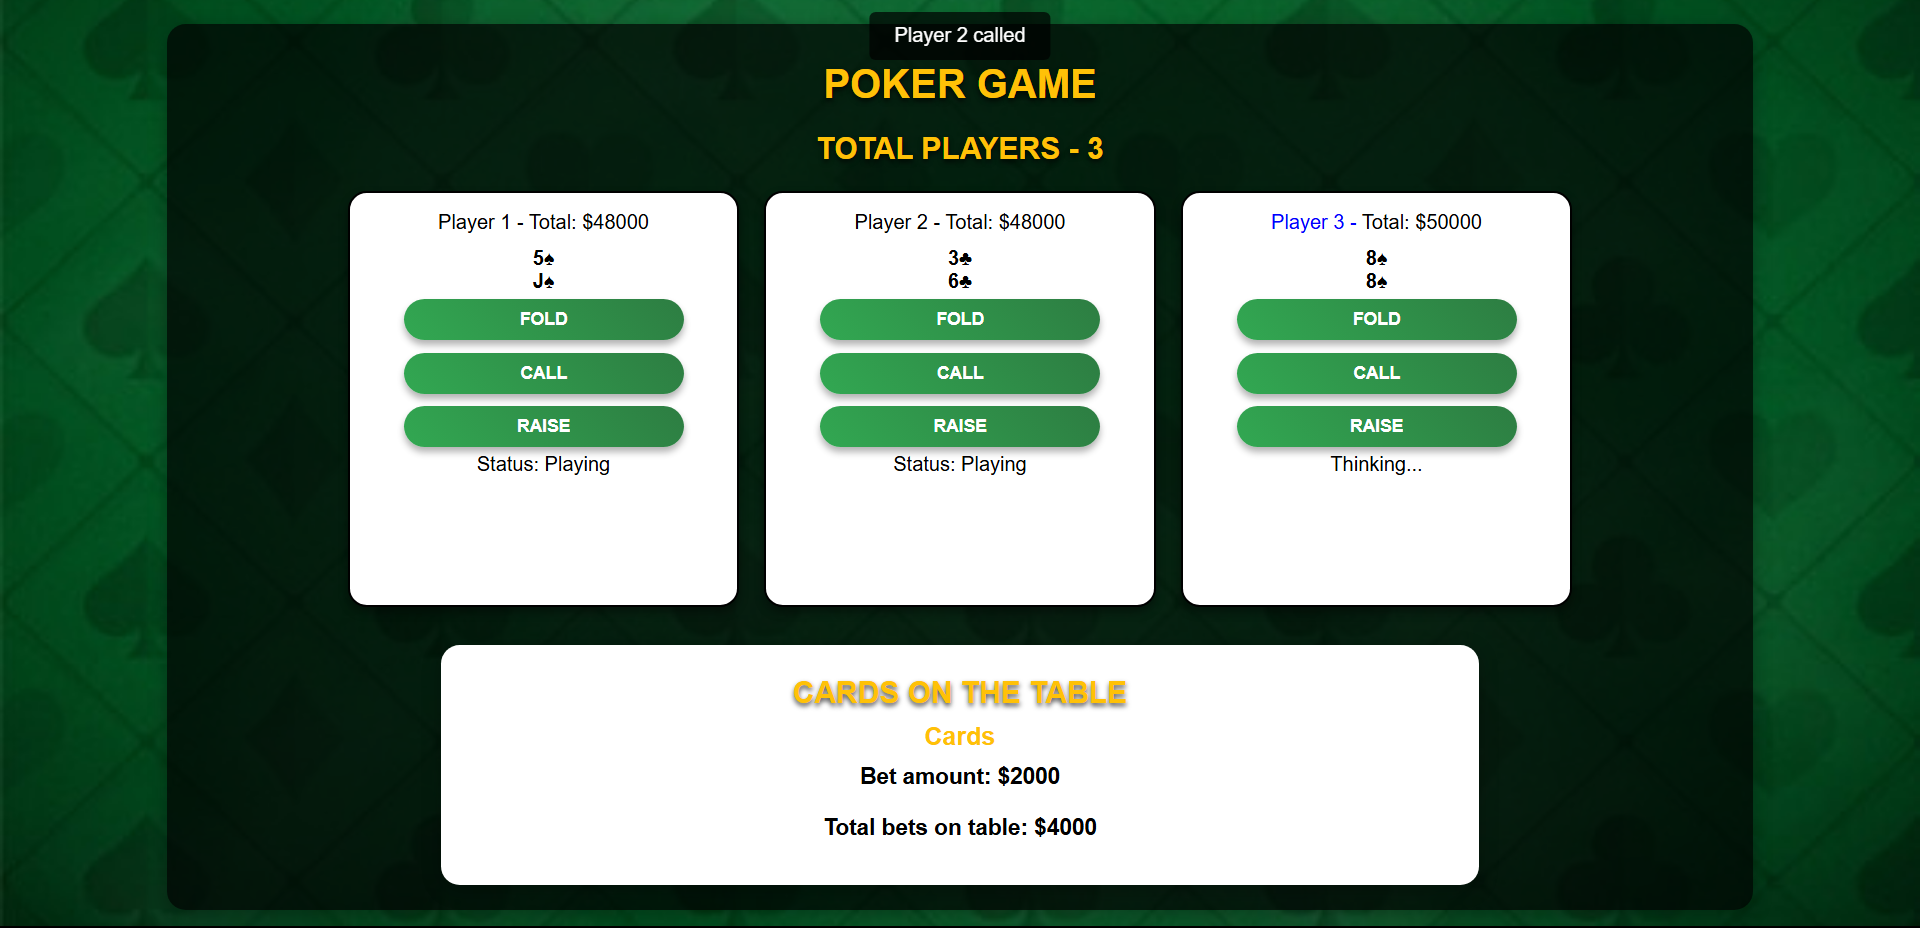 Player 2 called
POKER GAME
TOTAL PLAYERS - 3
Player 1 - Total: $48000
5♠
J♠
FOLD
CALL
RAISE
Status: Playing
Player 2 - Total: $48000
3♣
6♣
FOLD
CALL
RAISE
Status: Playing
Player 3 - Total: $50000
8♠
8♠
FOLD
CALL
RAISE
Thinking...
CARDS ON THE TABLE
Cards
Bet amount: $2000
Total bets on table: $4000